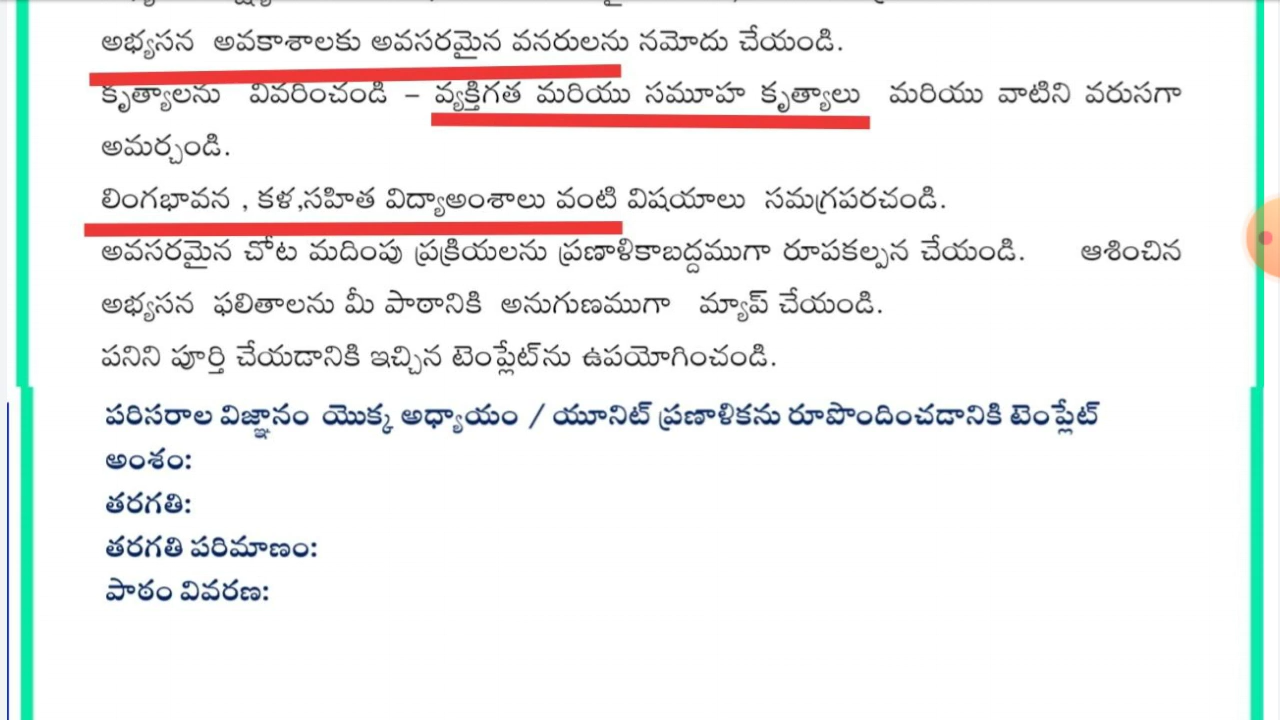 అభ్యసన అవకాశాలకు అవసరమైన వనరులను నమోదు చేయండి.
కృత్యాలను వివరించండి – వ్యక్తిగత మరియు సమూహ కృత్యాలు మరియు వాటిని వరుసగా
అమర్చండి.
లింగభావన , కళ,సహిత విద్యాఅంశాలు వంటి విషయాలు సమగ్రపరచండి.
అవసరమైన చోట మదింపు ప్రక్రియలను ప్రణాళికాబద్దముగా రూపకల్పన చేయండి. ఆశించిన
అభ్యసన ఫలితాలను మీ పాఠానికి అనుగుణముగా మ్యాప్ చేయండి.
పనిని పూర్తి చేయడానికి ఇచ్చిన టెంప్లేట్‌ను ఉపయోగించండి.
పరిసరాల విజ్ఞానం యొక్క అధ్యాయం / యూనిట్ ప్రణాళికను రూపొందించడానికి టెంప్లేట్
అంశం:
తరగతి:
తరగతి పరిమాణం:
పాఠం వివరణ: